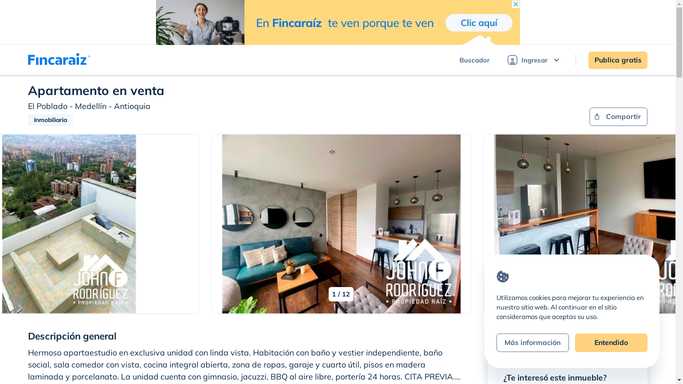 En Fincaraíz te ven porque te ven
Clic aquí
Fincaraíz
Buscador
Ingresar
Publica gratis
Apartamento en venta
El Poblado - Medellín - Antioquia
Inmobiliaria
Compartir
JOHN F RODRÍGUEZ
• PROPIEDAD RAÍZ •
JOHN F
RODRÍGUEZ
• PROPIEDAD RAÍZ •
1 / 12
Utilizamos cookies para mejorar tu experiencia en
nuestro sitio web. Al continuar en el sitio
consideramos que aceptas su uso.
Más información
Entendido
Descripción general
Hermoso apartaestudio en exclusiva unidad con linda vista. Habitación con baño y vestier independiente, baño
social, sala comedor con vista, cocina integral abierta, zona de ropas, garaje y cuarto útil, pisos en madera
laminada y porcelanato. La unidad cuenta con gimnasio, jacuzzi, BBQ al aire libre, portería 24 horas. CITA PREVIA....
¿Te interesó este inmueble?